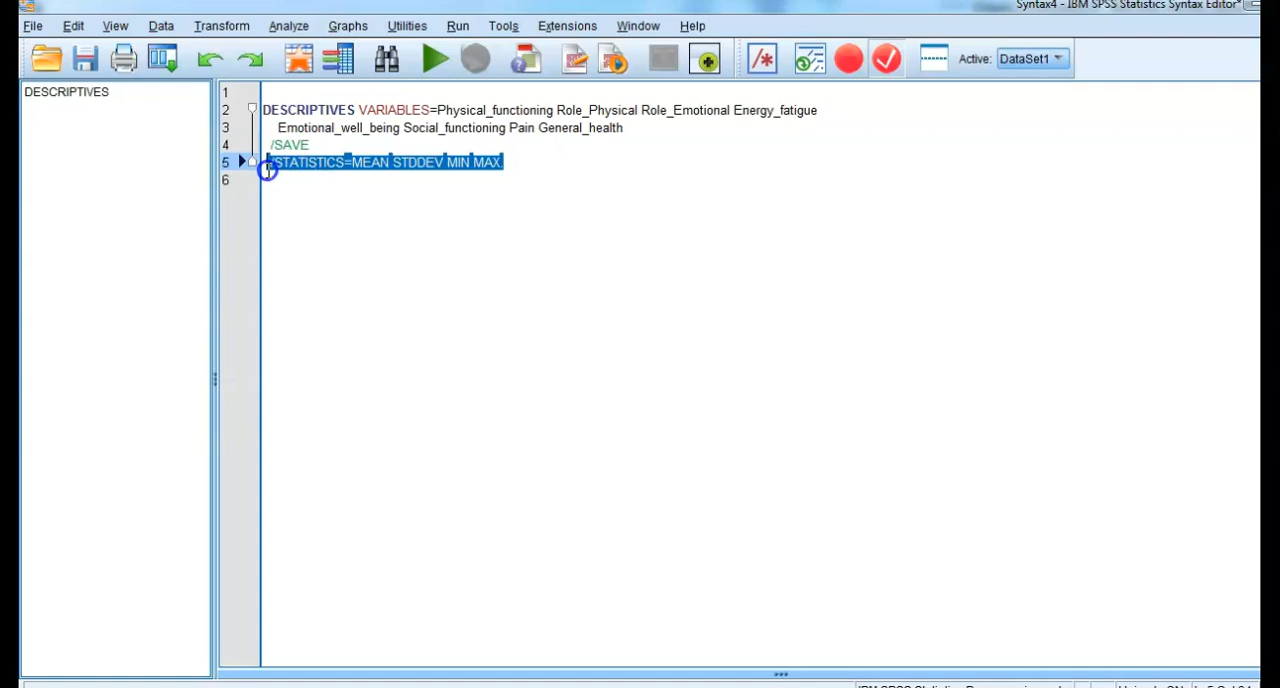 Syntax4 - IBM SPSS Statistics Syntax Editor
File Edit View Data Transform Analyze Graphs Utilities Run Tools Extensions Window Help
Active: DataSet1
DESCRIPTIVES
1
2 DESCRIPTIVES VARIABLES=Physical_functioning Role_Physical Role_Emotional Energy_fatigue
3 Emotional_well_being Social_functioning Pain General_health
4 /SAVE
5 /STATISTICS=MEAN STDDEV MIN MAX.
6